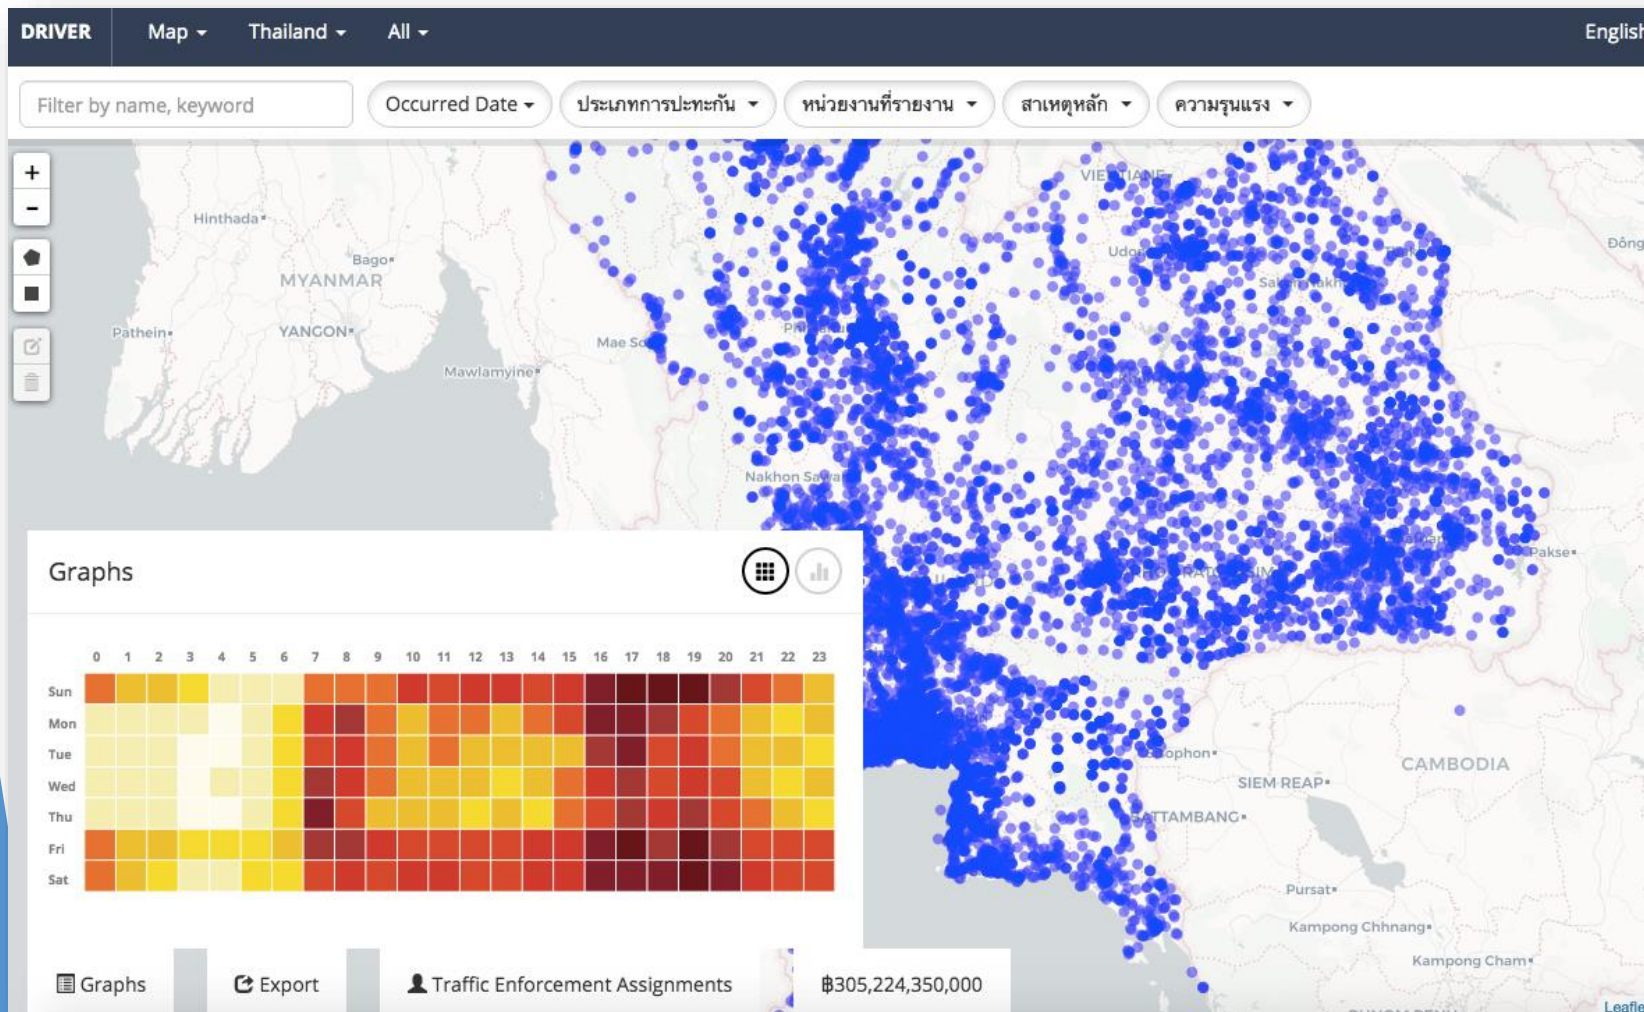 DRIVER Map Thailand All English
Filter by name, keyword Occurred Date ประเภทการปะทะกัน หน่วยงานที่รายงาน สาเหตุหลัก ความรุนแรง
+
-
VIENTIANE
Hinthada
Bago
MYANMAR
Pathein
YANGON
Mae So
Mawlamyine
Nakhon Sawa
Pakse
Sisophon
CAMBODIA
SIEM REAP
BATTAMBANG
Pursat
Kampong Chhnang
Kampong Cham
Graphs
0 1 2 3 4 5 6 7 8 9 10 11 12 13 14 15 16 17 18 19 20 21 22 23
Sun
Mon
Tue
Wed
Thu
Fri
Sat
Graphs Export Traffic Enforcement Assignments ฿305,224,350,000
Leafle